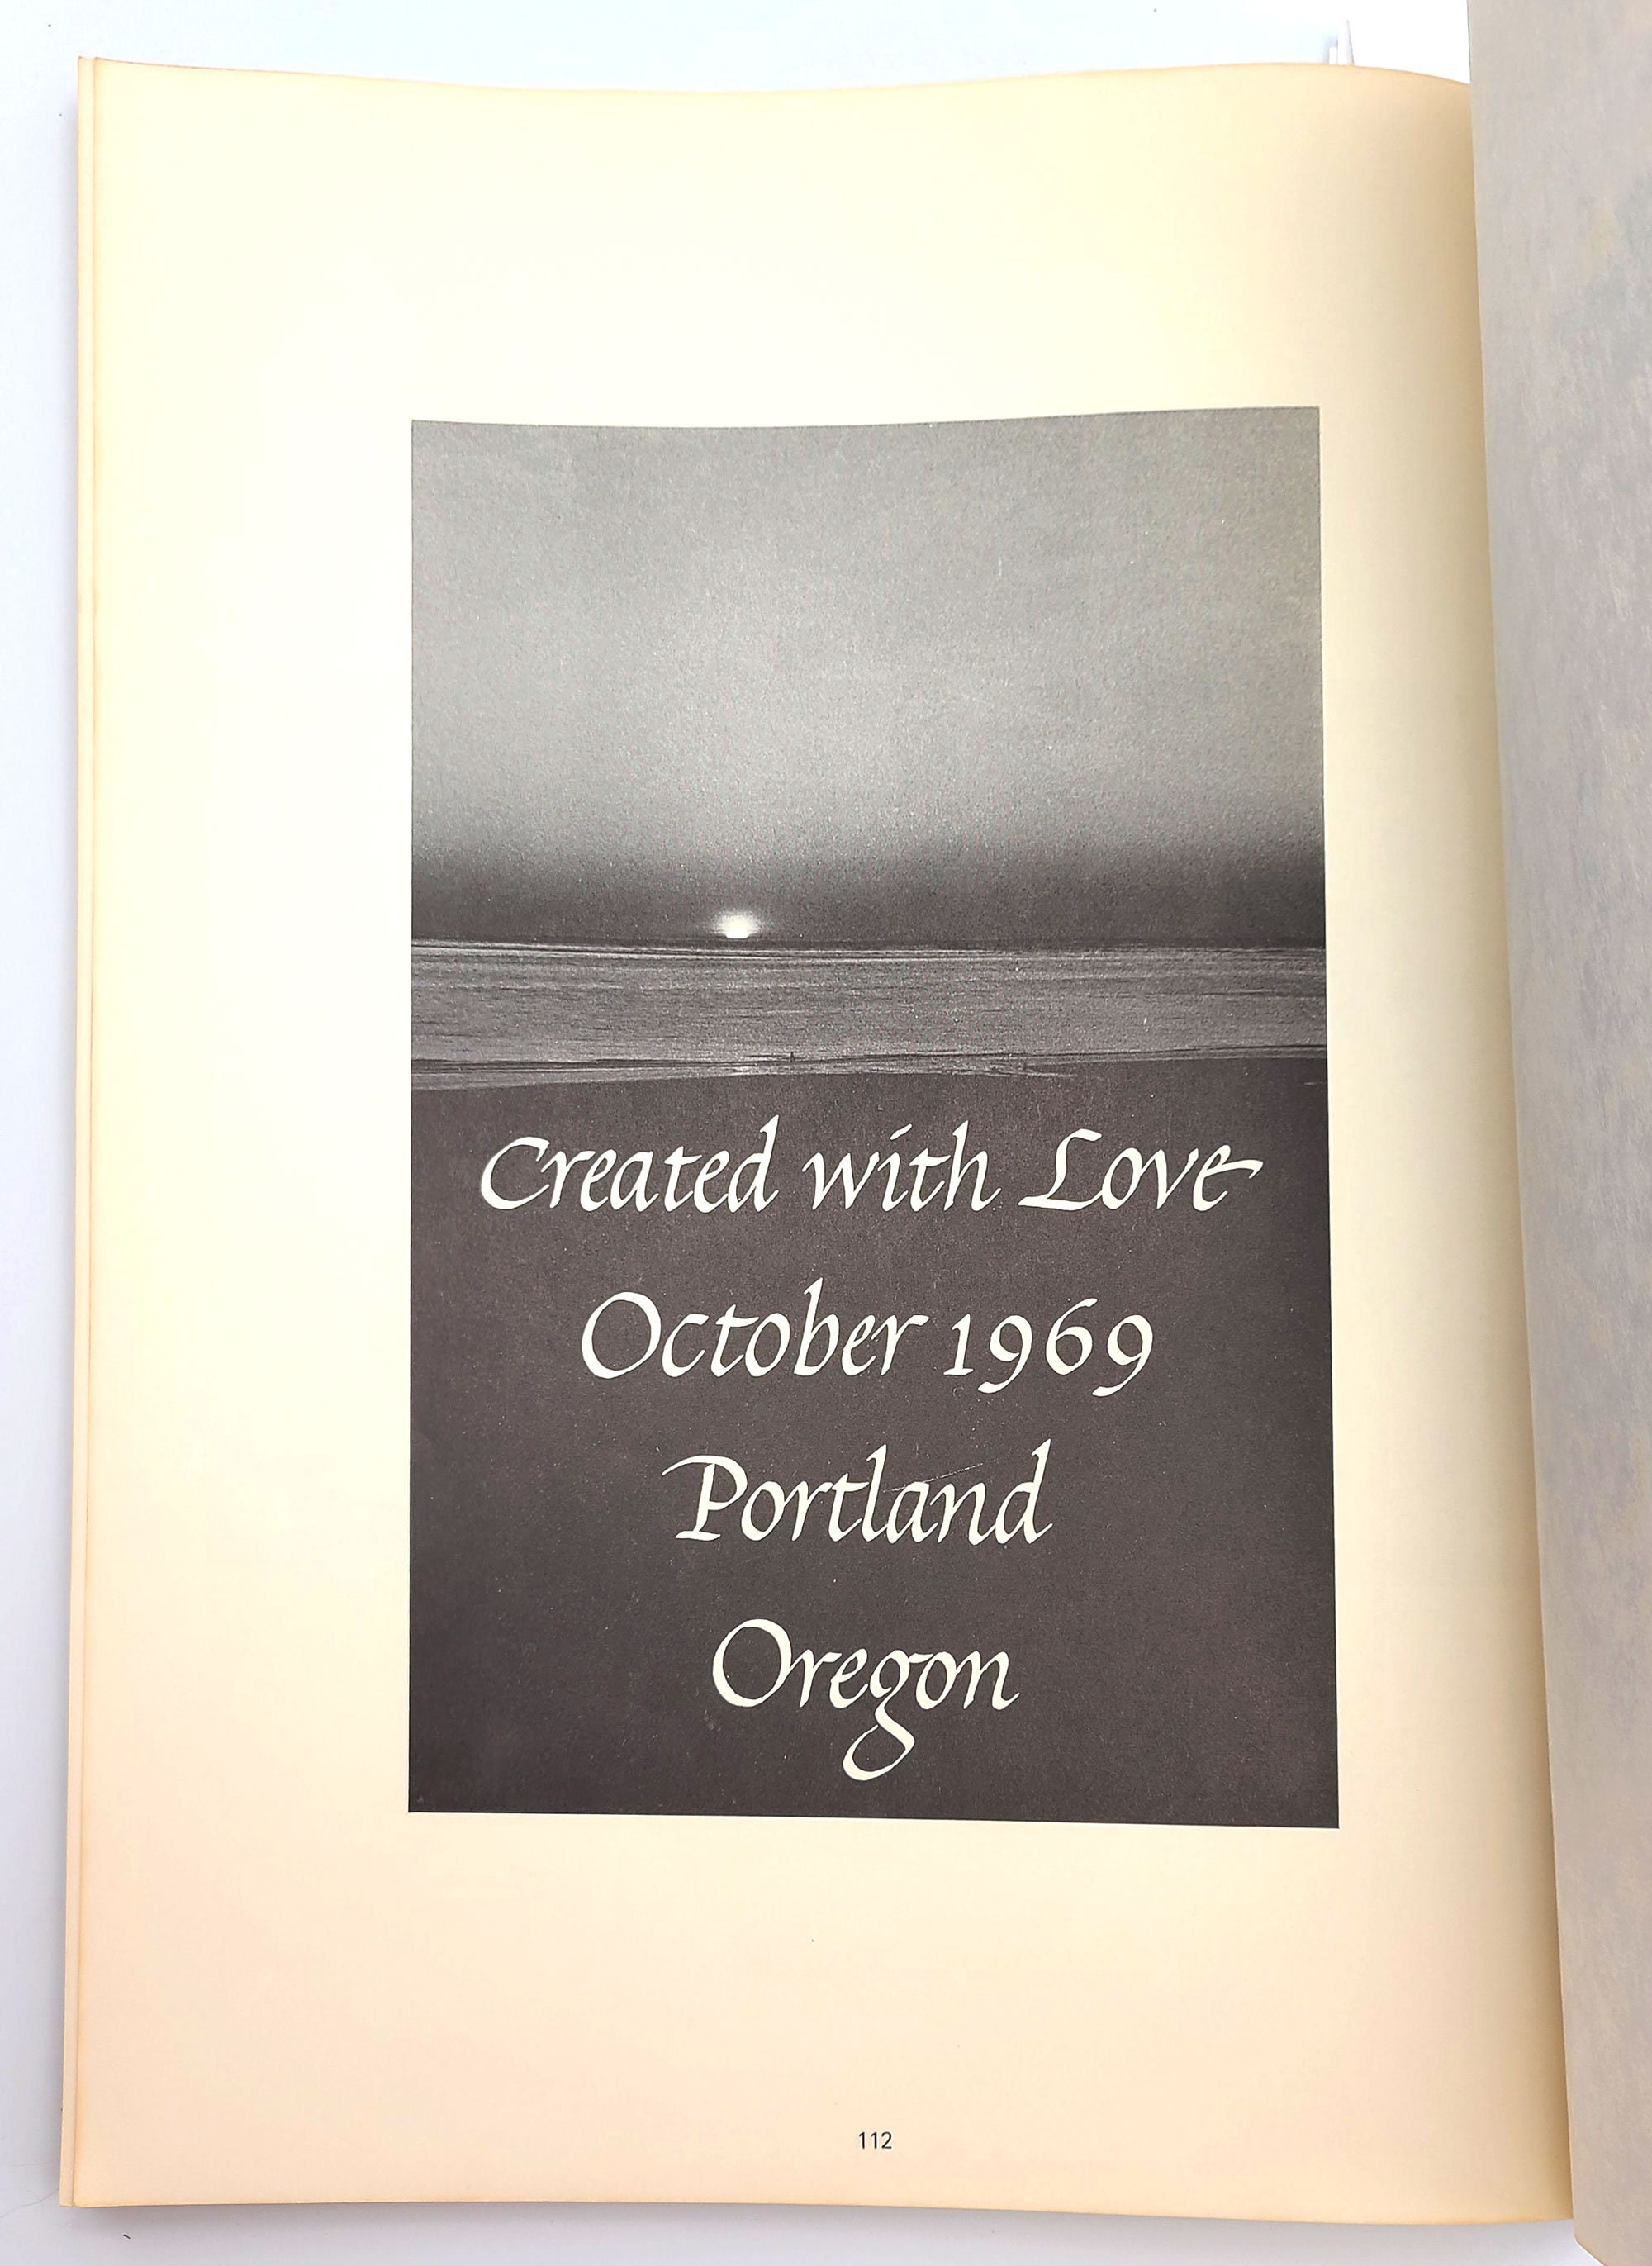 Created with Love
October 1969
Portland
Oregon
112